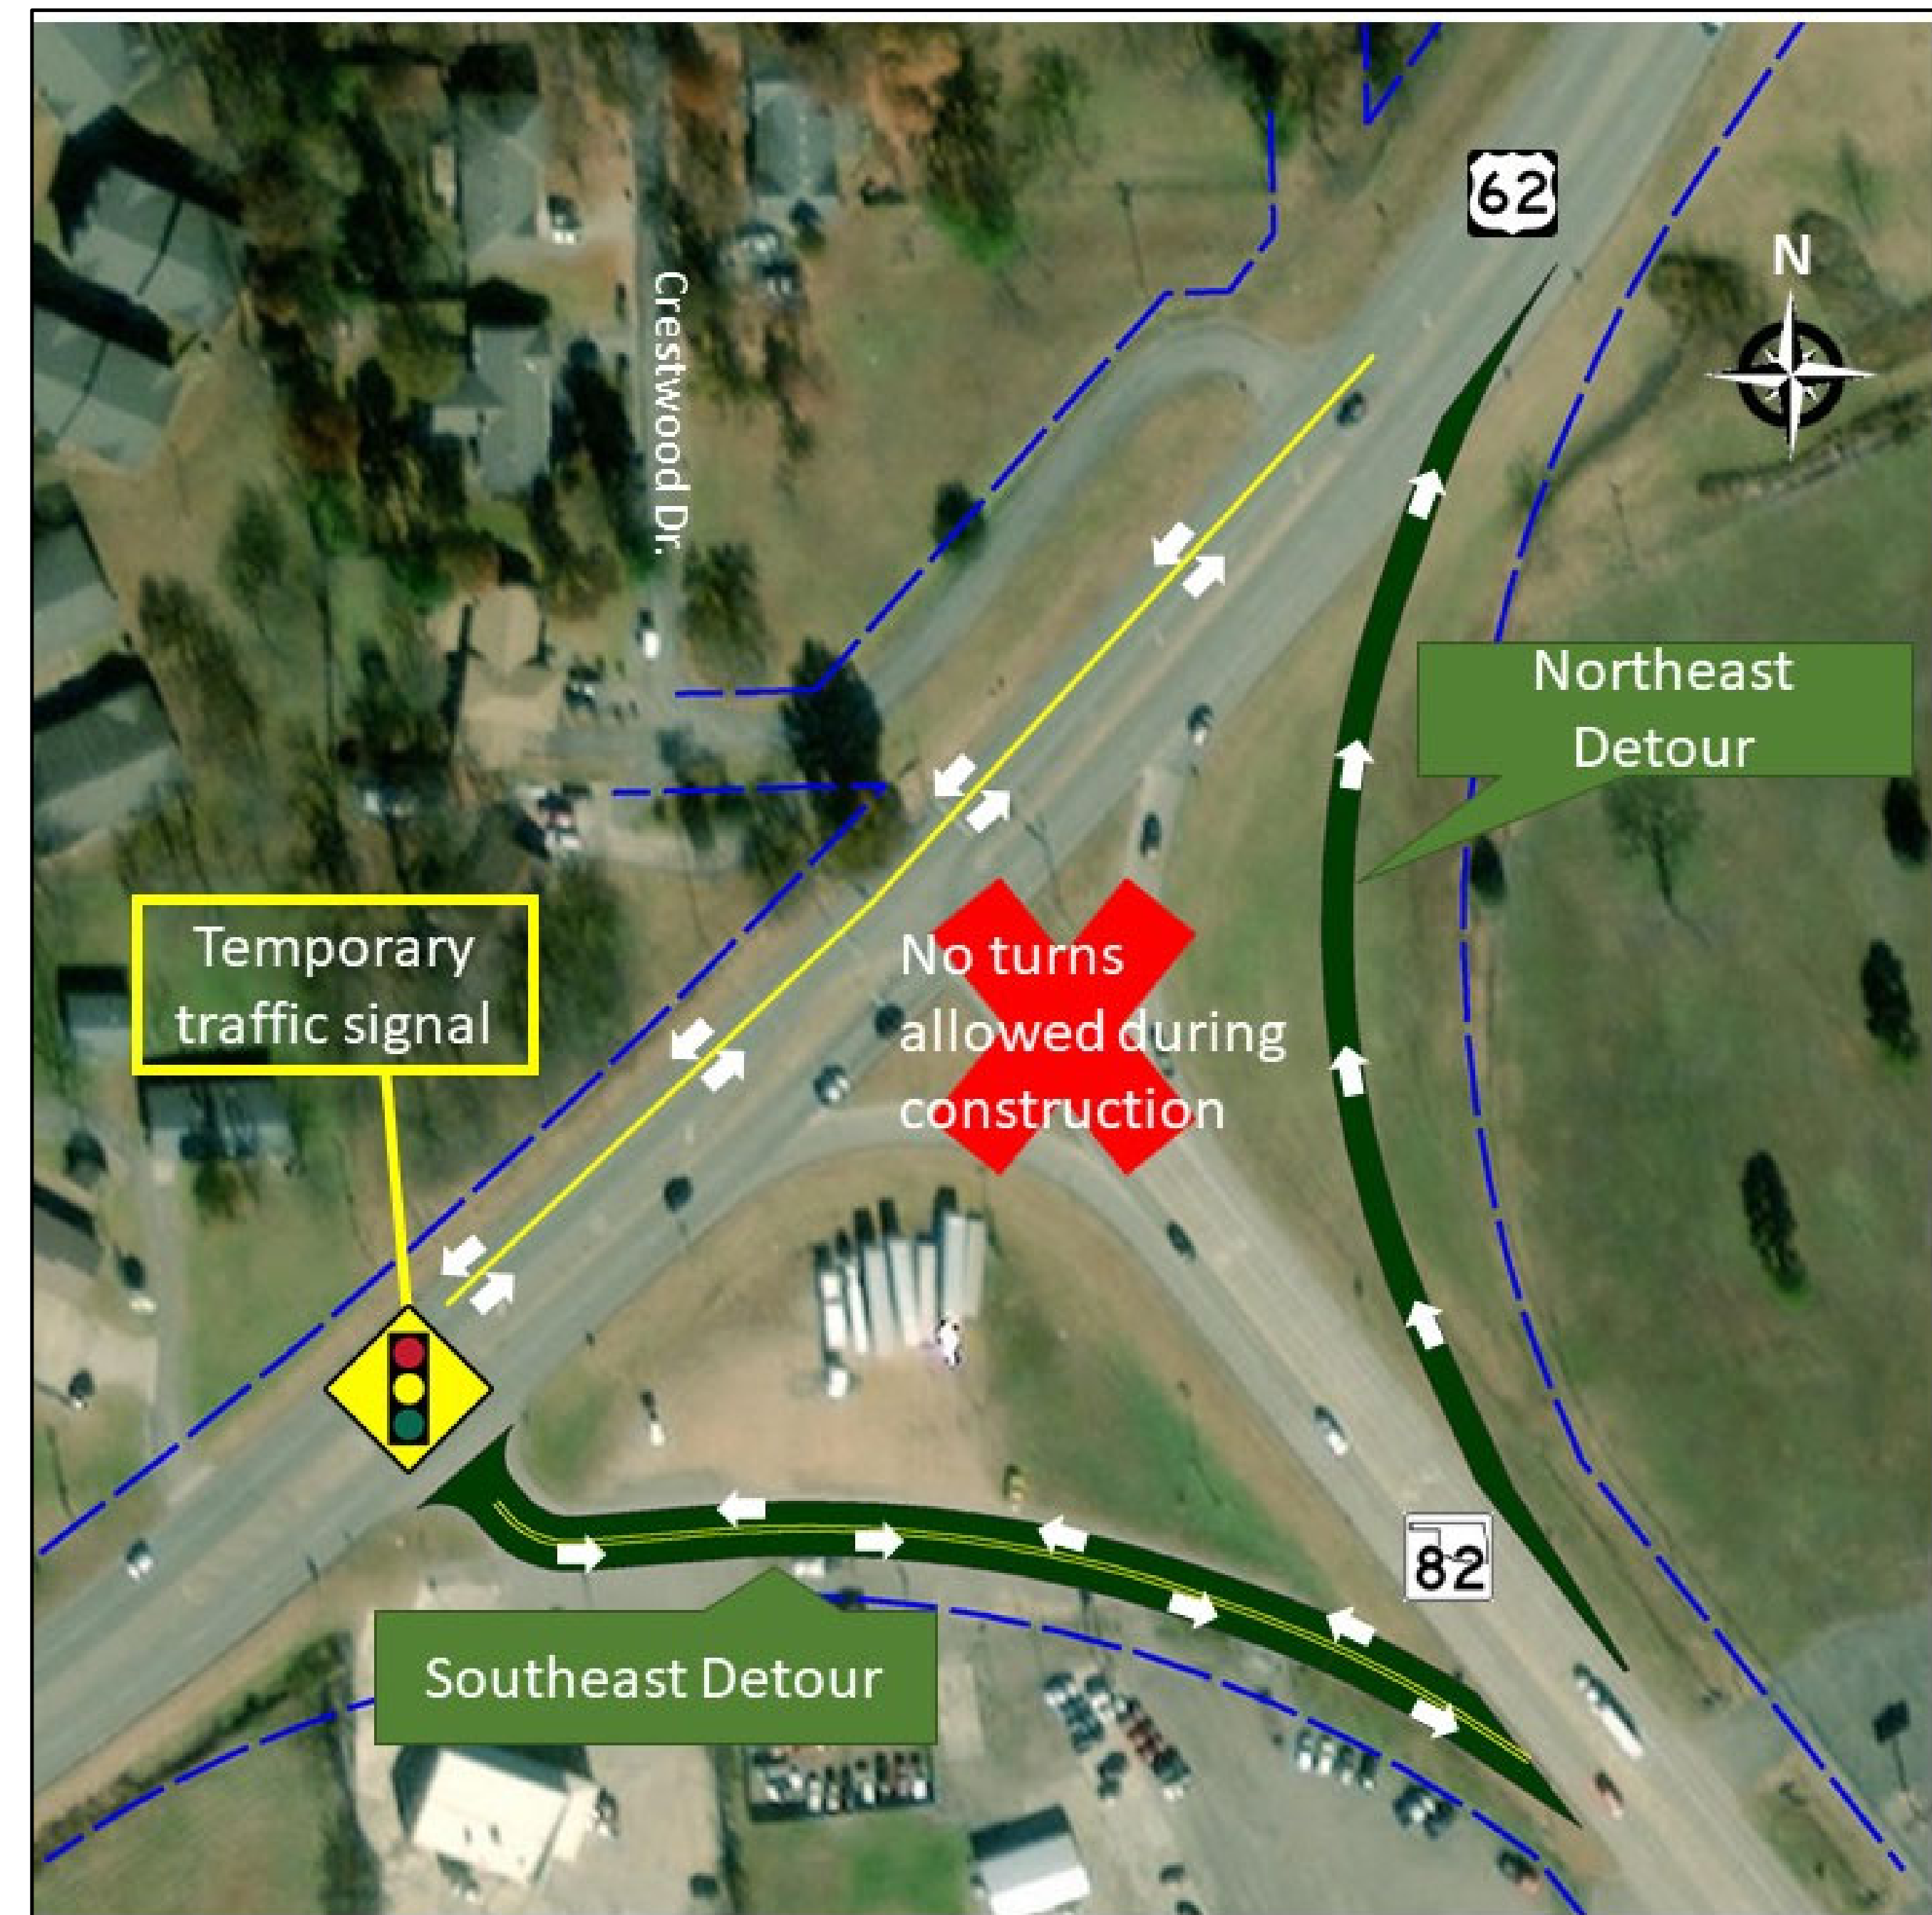 62
N
Crestwood Dr.
Northeast
Detour
Temporary
traffic signal
No turns
allowed during
construction
82
Southeast Detour